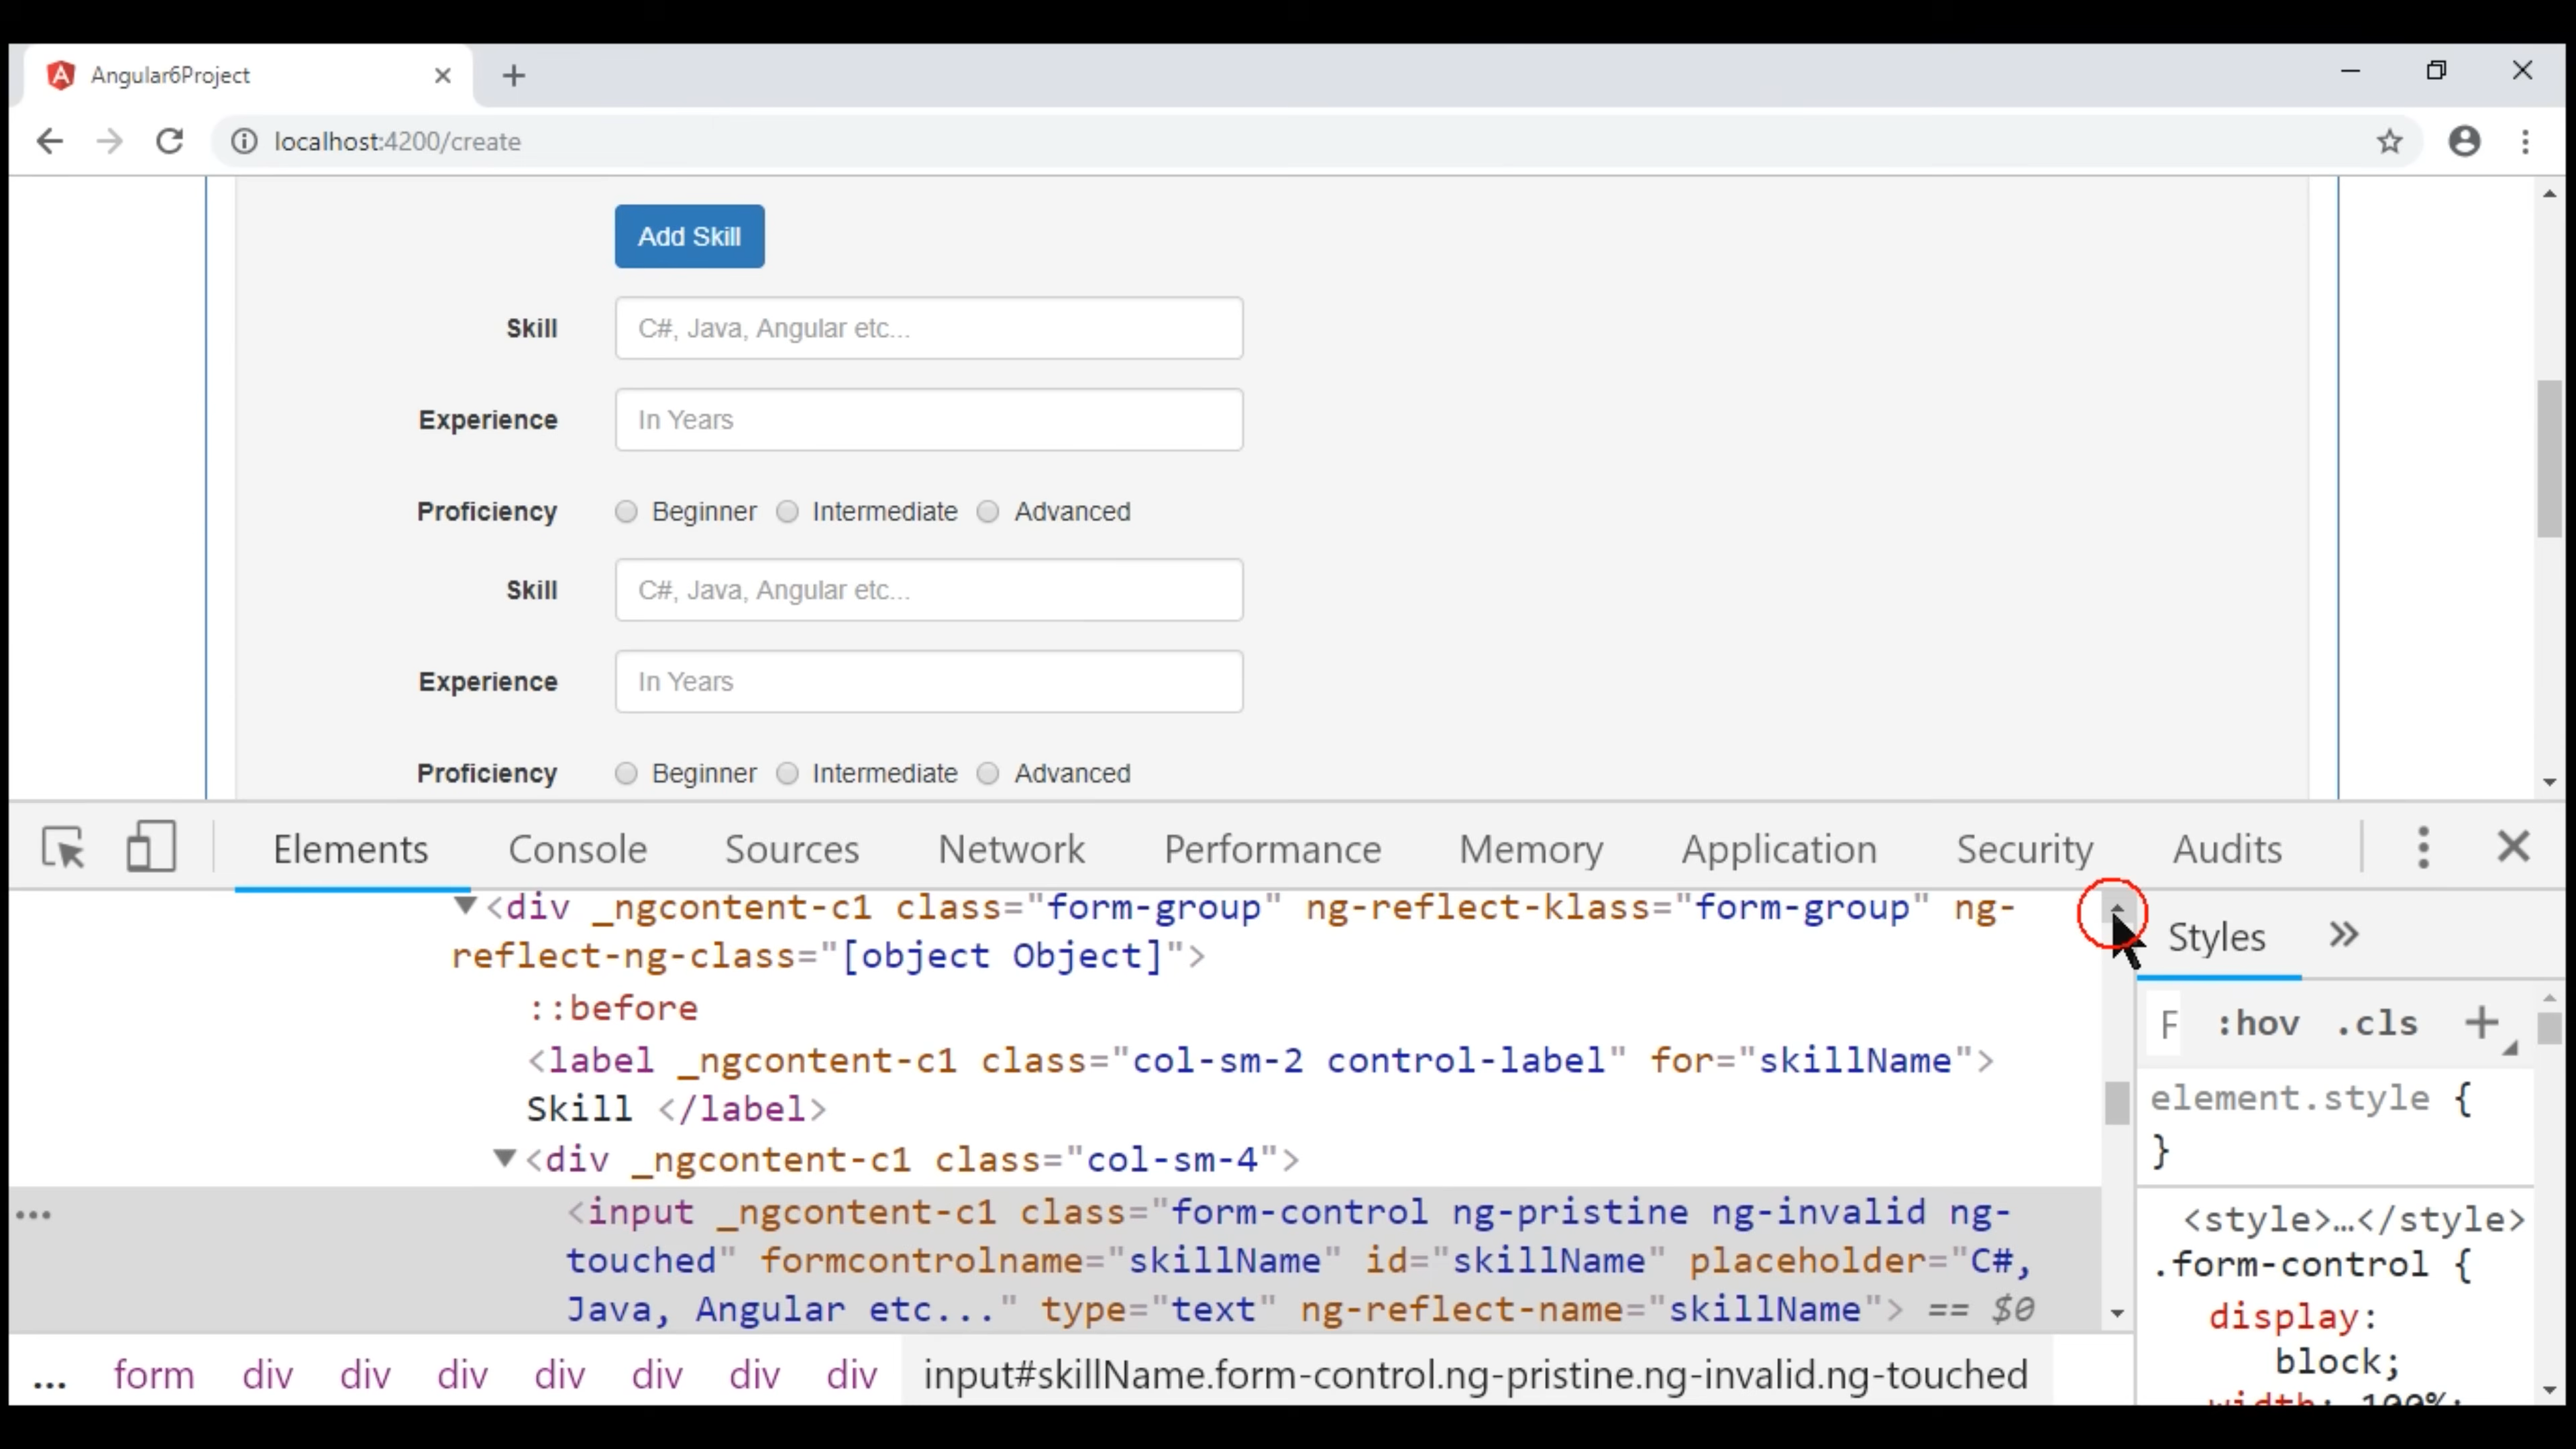 Angular6Project
localhost:4200/create
Add Skill
Skill C#, Java, Angular etc...
Experience In Years
Proficiency Beginner Intermediate Advanced
Skill C#, Java, Angular etc...
Experience In Years
Proficiency Beginner Intermediate Advanced
Elements Console Sources Network Performance Memory Application Security Audits
<div _ngcontent-c1 class="form-group" ng-reflect-klass="form-group" ng-
reflect-ng-class="[object Object]">
::before
<label _ngcontent-c1 class="col-sm-2 control-label" for="skillName">
Skill </label>
<div _ngcontent-c1 class="col-sm-4">
<input _ngcontent-c1 class="form-control ng-pristine ng-invalid ng-
touched" formcontrolname="skillName" id="skillName" placeholder="C#,
Java, Angular etc..." type="text" ng-reflect-name="skillName"> == $0
... form div div div div div div div input#skillName.form-control.ng-pristine.ng-invalid.ng-touched
Styles »
F :hov .cls +
element.style {
}
<style>…</style>
.form-control {
display:
block;
width: 100%;